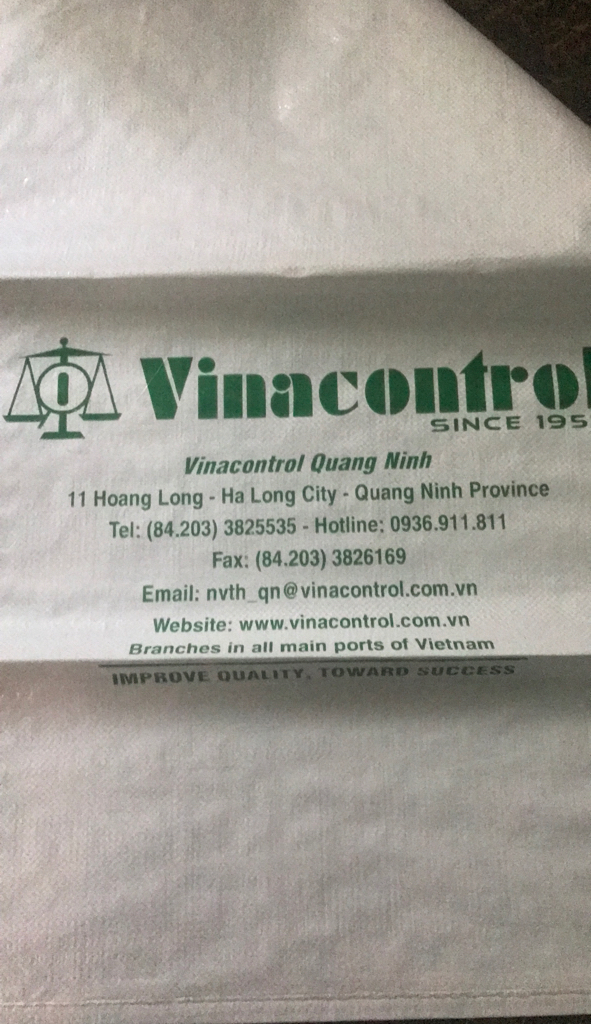 Vinacontrol
SINCE 195
Vinacontrol Quang Ninh
11 Hoang Long - Ha Long City - Quang Ninh Province
Tel: (84.203) 3825535 - Hotline: 0936.911.811
Fax: (84.203) 3826169
Email: nvth_qn@vinacontrol.com.vn
Website: www.vinacontrol.com.vn
Branches in all main ports of Vietnam
IMPROVE QUALITY, TOWARD SUCCESS